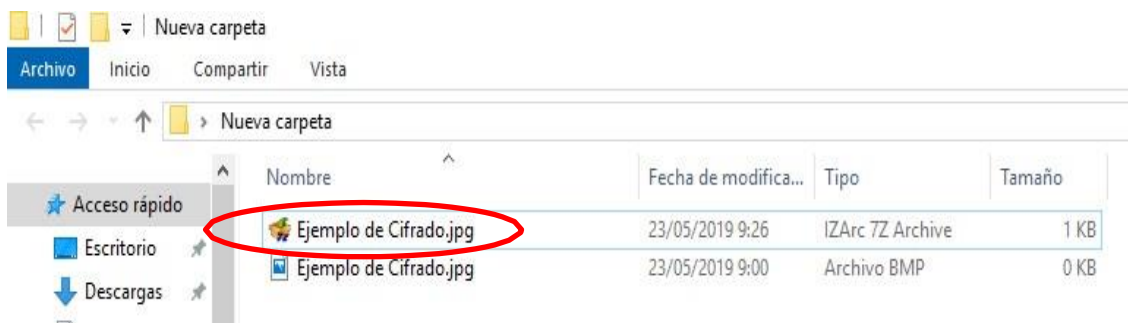 Nueva carpeta
Archivo Inicio Compartir Vista
Nueva carpeta
Nombre Fecha de modifica... Tipo Tamaño
Acceso rápido
Ejemplo de Cifrado.jpg 23/05/2019 9:26 IZArc 7Z Archive 1 KB
Escritorio
Ejemplo de Cifrado.jpg 23/05/2019 9:00 Archivo BMP 0 KB
Descargas